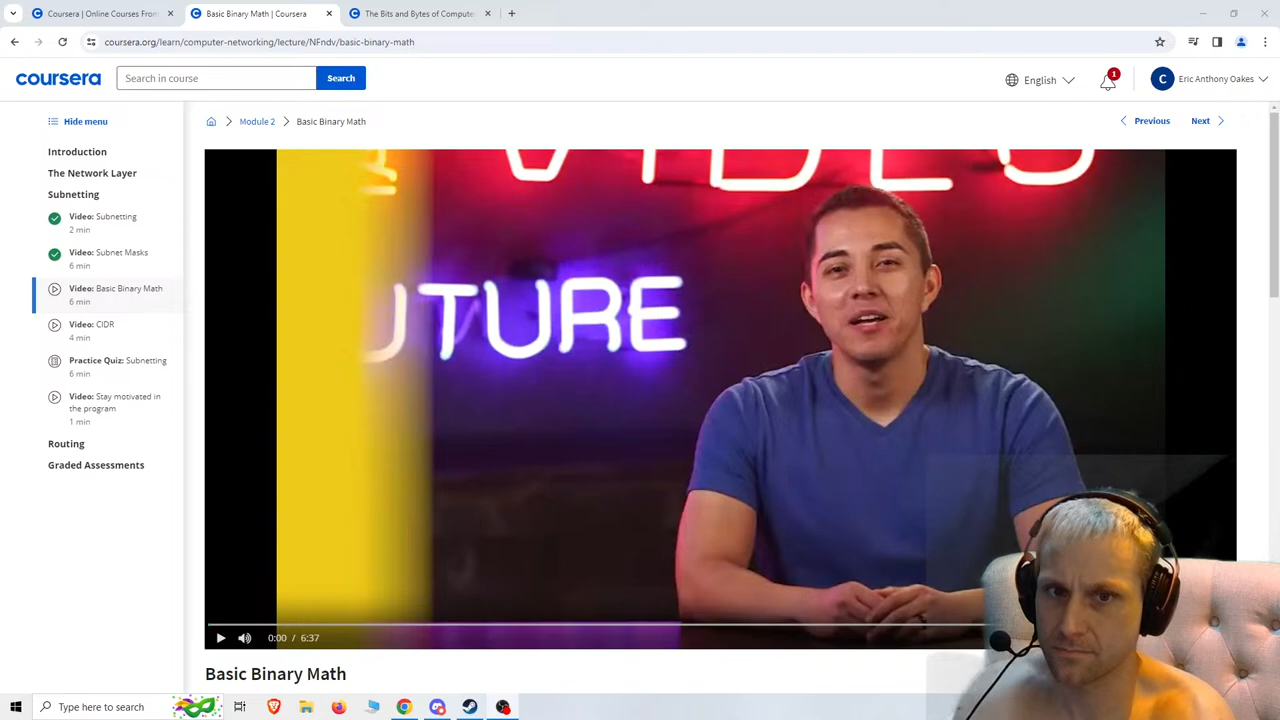 Coursera | Online Courses From
Basic Binary Math | Coursera
The Bits and Bytes of Compute
coursera.org/learn/computer-networking/lecture/NFndv/basic-binary-math
coursera
Search in course
Search
English
1
C
Eric Anthony Oakes
Hide menu
Module 2
Basic Binary Math
Previous
Next
Introduction
The Network Layer
Subnetting
Video: Subnetting
2 min
Video: Subnet Masks
6 min
Video: Basic Binary Math
6 min
Video: CIDR
4 min
Practice Quiz: Subnetting
6 min
Video: Stay motivated in
the program
1 min
Routing
Graded Assessments
VIDEO
UTURE
0:00 / 6:37
Basic Binary Math
Type here to search